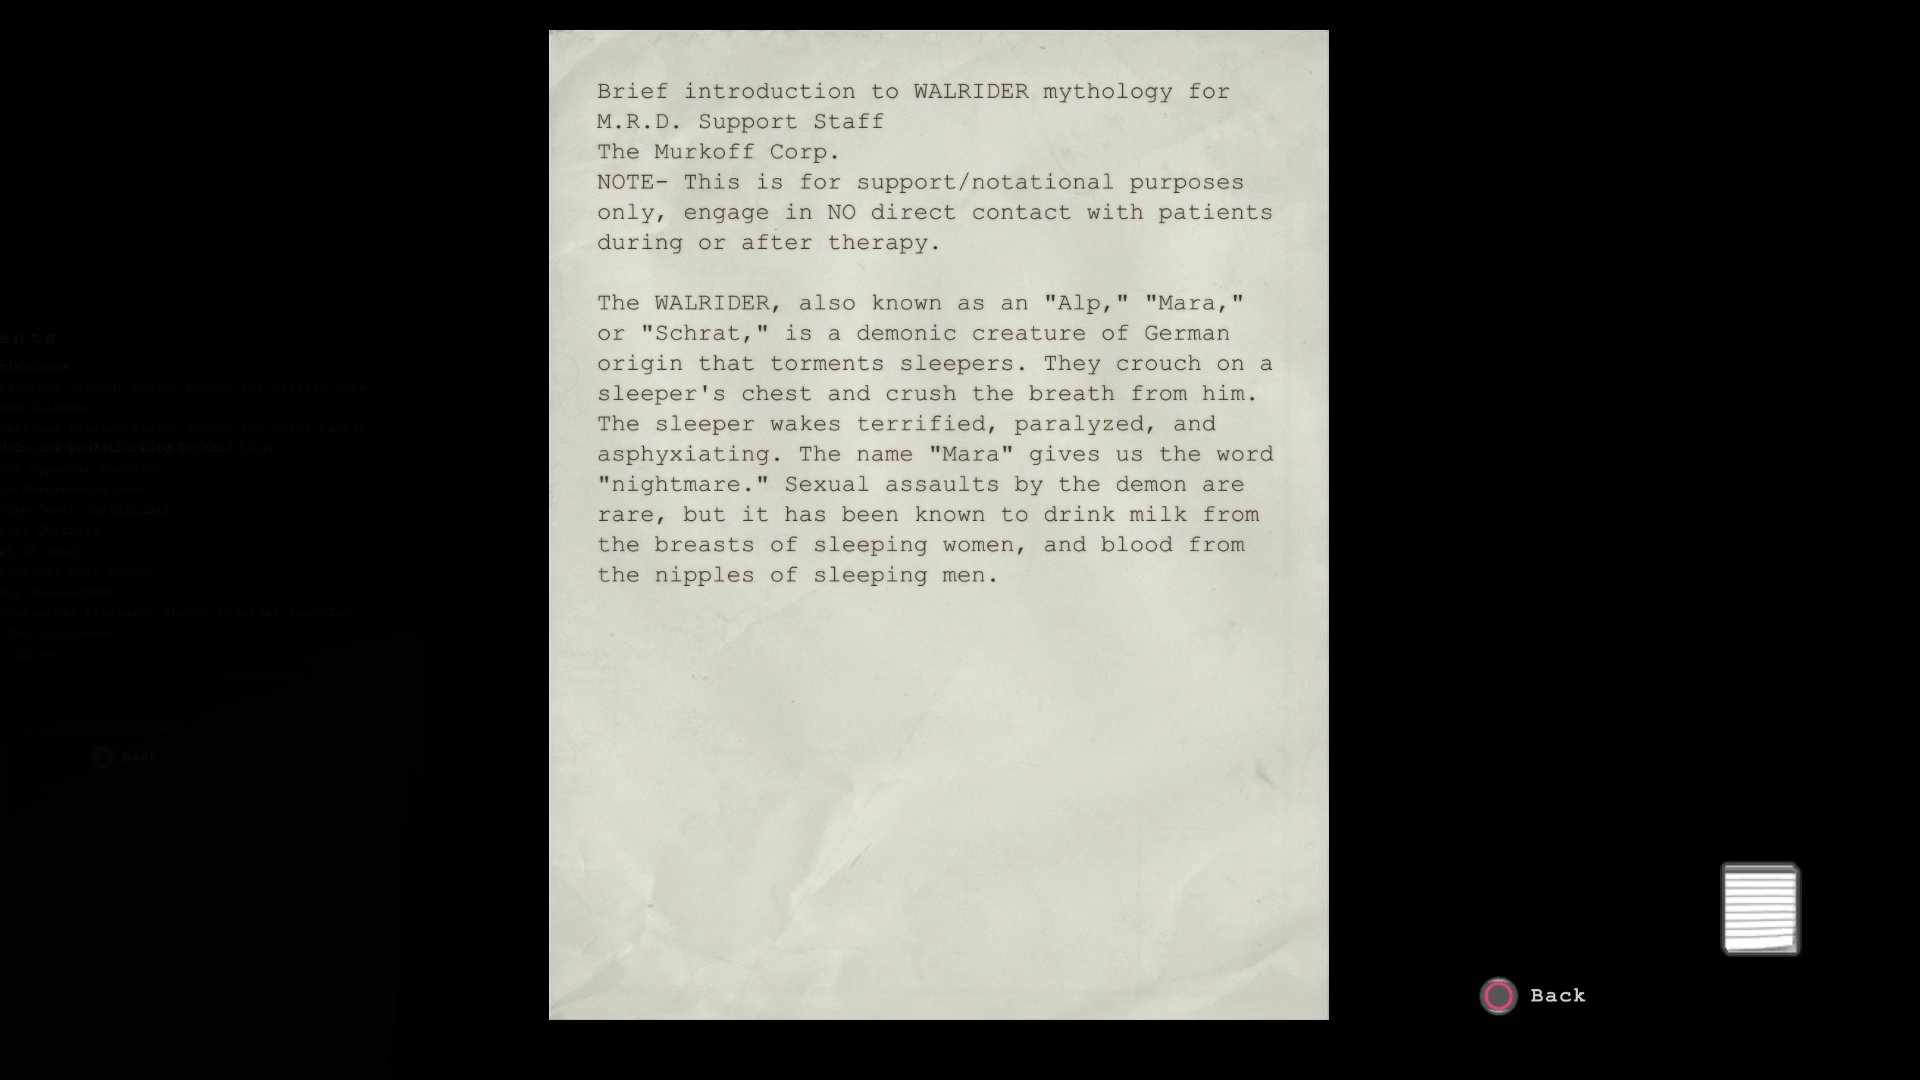 Brief introduction to WALRIDER mythology for
M.R.D. Support Staff
The Murkoff Corp.
NOTE- This is for support/notational purposes
only, engage in NO direct contact with patients
during or after therapy.
The WALRIDER, also known as an "Alp," "Mara,"
or "Schrat," is a demonic creature of German
origin that torments sleepers. They crouch on a
sleeper's chest and crush the breath from him.
The sleeper wakes terrified, paralyzed, and
asphyxiating. The name "Mara" gives us the word
"nightmare." Sexual assaults by the demon are
rare, but it has been known to drink milk from
the breasts of sleeping women, and blood from
the nipples of sleeping men.
Back
Back